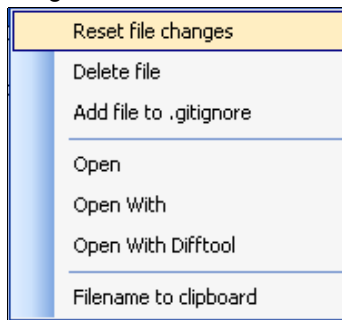 Reset file changes
Delete file
Add file to .gitignore
Open
Open With
Open With Difftool
Filename to clipboard